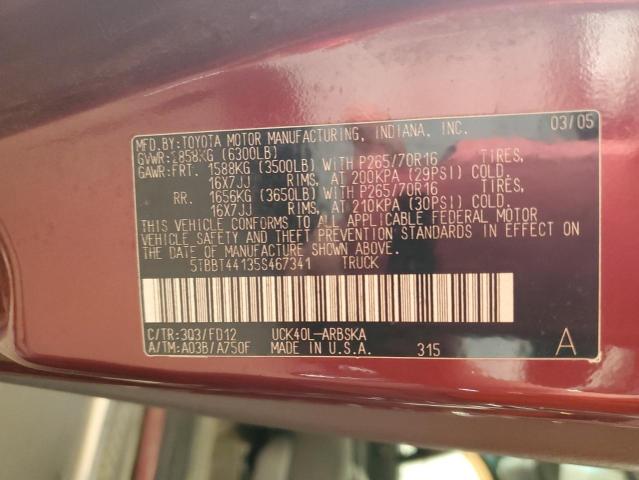 MFD.BY:TOYOTA MOTOR MANUFACTURING, INDIANA, INC. 03/05
GVWR:2858KG (6300LB)
GAWR:FRT. 1588KG (3500LB) WITH P265/70R16 TIRES,
16X7JJ RIMS, AT 200KPA (29PSI) COLD.
RR. 1656KG (3650LB) WITH P265/70R16 TIRES,
16X7JJ RIMS, AT 210KPA (30PSI) COLD.
THIS VEHICLE CONFORMS TO ALL APPLICABLE FEDERAL MOTOR
VEHICLE SAFETY AND THEFT PREVENTION STANDARDS IN EFFECT ON
THE DATE OF MANUFACTURE SHOWN ABOVE.
5TBBT44135S467341 TRUCK
C/TR:3Q3/FD12 UCK40L-ARBSKA
A/TM:A03B/A750F MADE IN U.S.A. 315 A